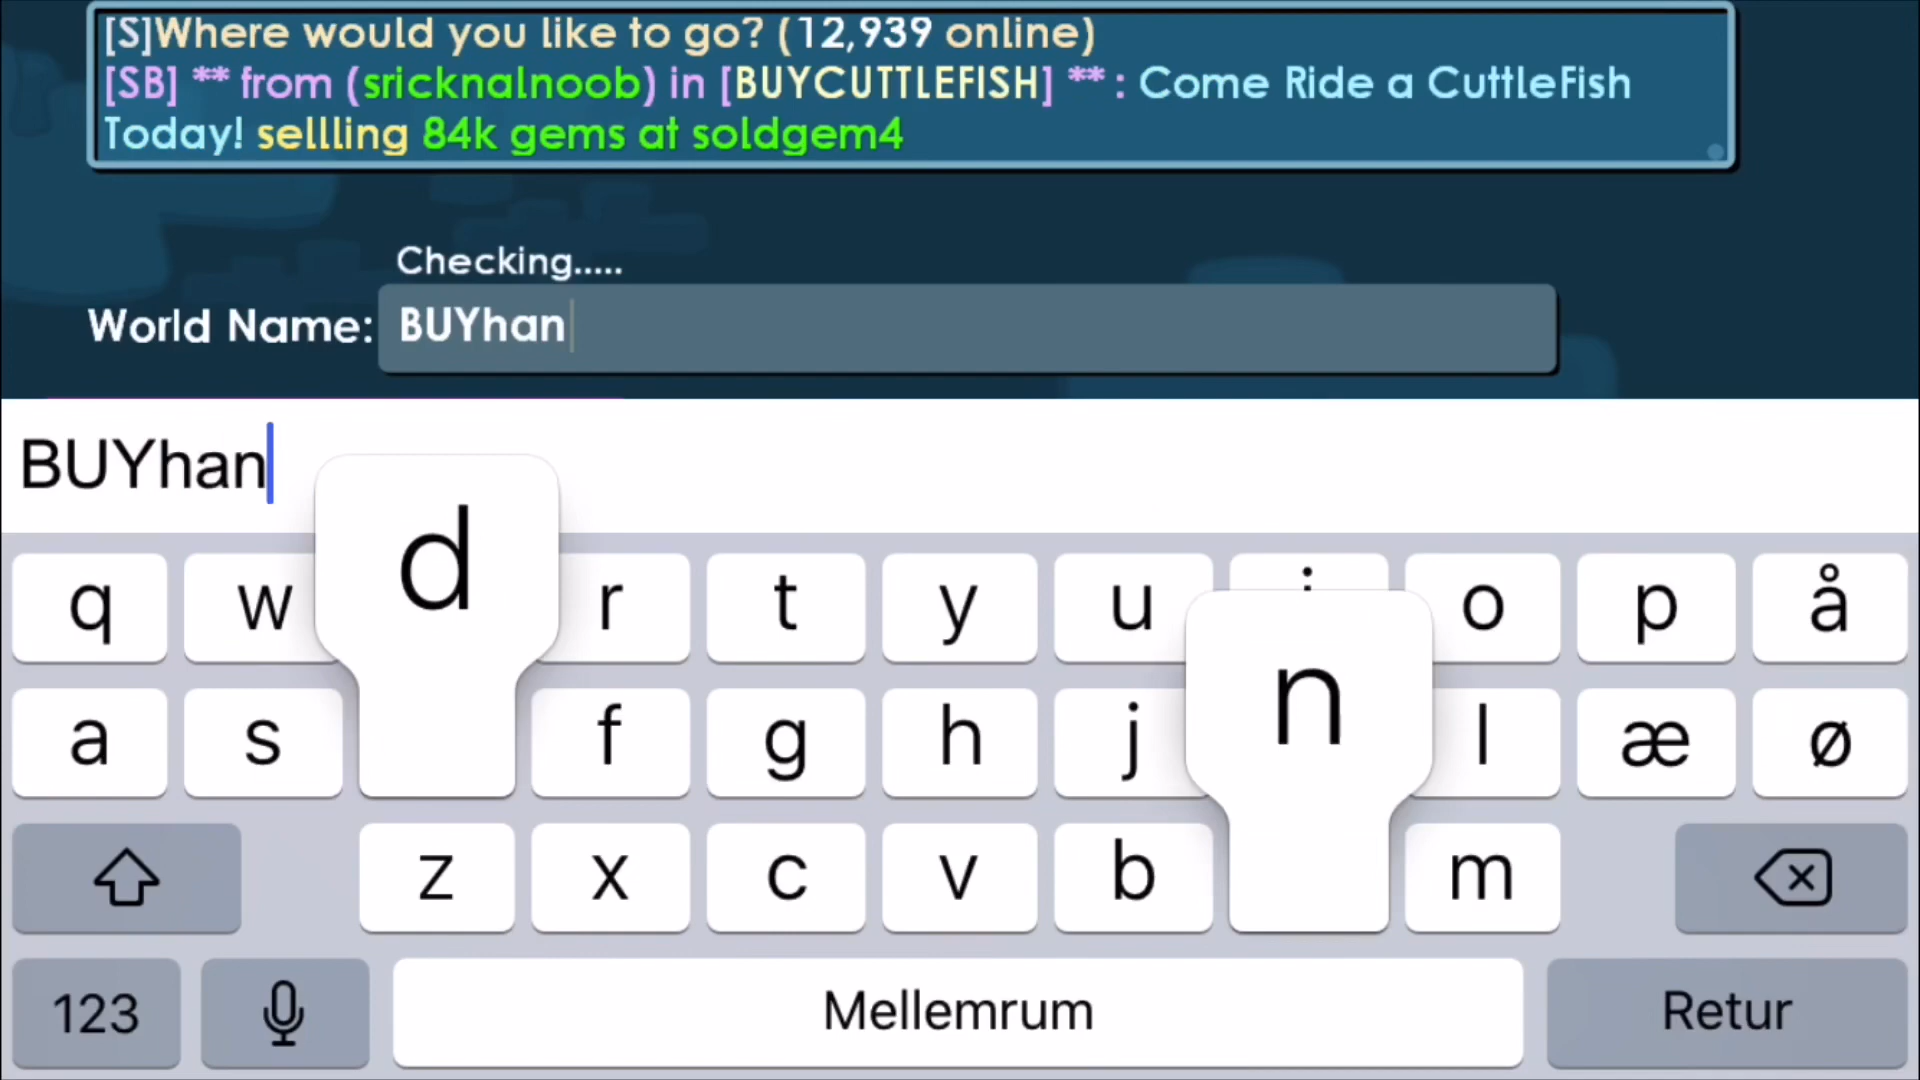 [S]Where would you like to go? (12,939 online)
[SB] ** from (sricknalnoob) in [BUYCUTTLEFISH] ** : Come Ride a CuttleFish
Today! sellling 84k gems at soldgem4
Checking.....
World Name: BUYhan
BUYhan
q w d r t y u i o p å
a s f g h j n l æ ø
z x c v b m
123 Mellemrum Retur